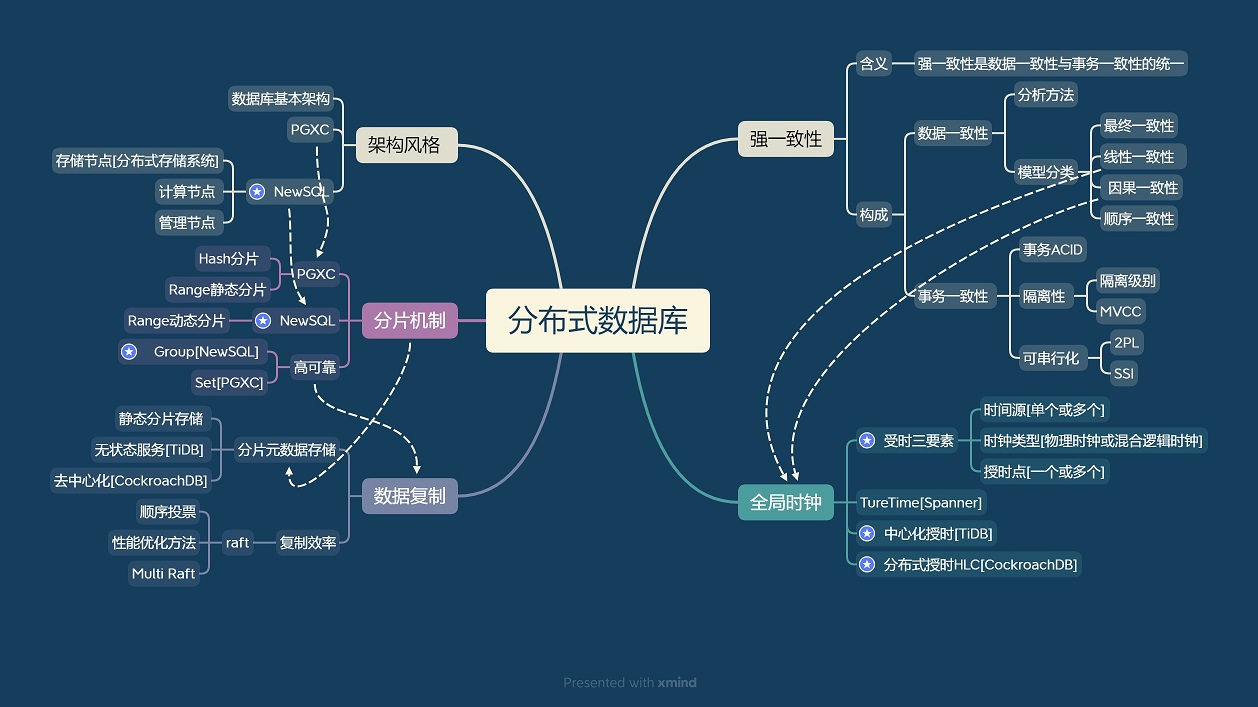 分布式数据库
强一致性
含义
强一致性是数据一致性与事务一致性的统一
构成
数据一致性
分析方法
模型分类
最终一致性
线性一致性
因果一致性
顺序一致性
事务一致性
事务ACID
隔离性
隔离级别
MVCC
可串行化
2PL
SSI
全局时钟
受时三要素
时间源[单个或多个]
时钟类型[物理时钟或混合逻辑时钟]
授时点[一个或多个]
TureTime[Spanner]
中心化授时[TiDB]
分布式授时HLC[CockroachDB]
架构风格
数据库基本架构
PGXC
NewSQL
存储节点[分布式存储系统]
计算节点
管理节点
分片机制
PGXC
Hash分片
Range静态分片
NewSQL
Range动态分片
高可靠
Group[NewSQL]
Set[PGXC]
数据复制
分片元数据存储
静态分片存储
无状态服务[TiDB]
去中心化[CockroachDB]
复制效率
raft
顺序投票
性能优化方法
Multi Raft
Presented with xmind